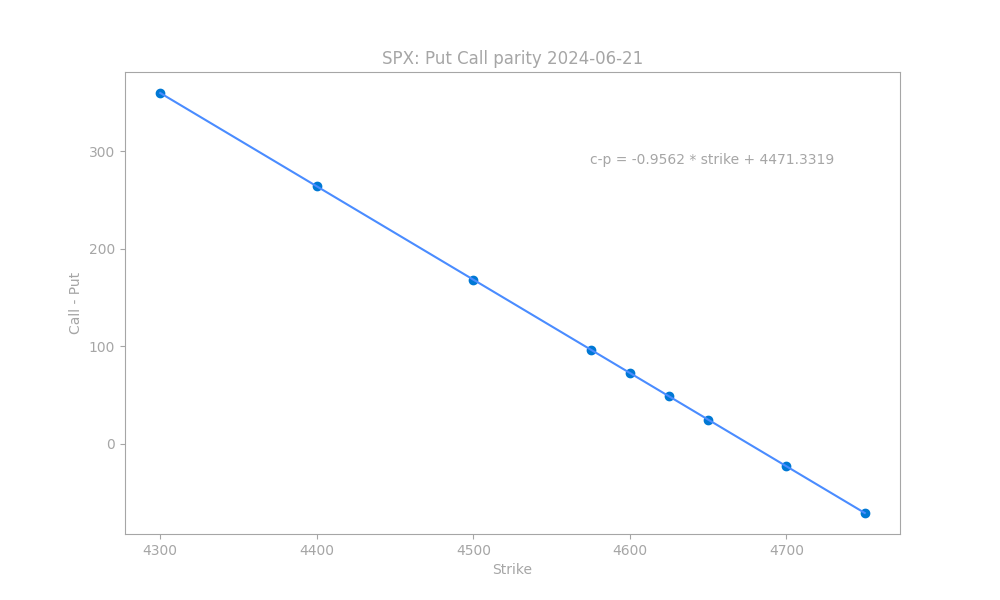 SPX: Put Call parity 2024-06-21
c-p = -0.9562 * strike + 4471.3319
Call - Put
300
200
100
0
4300
4400
4500
4600
4700
Strike